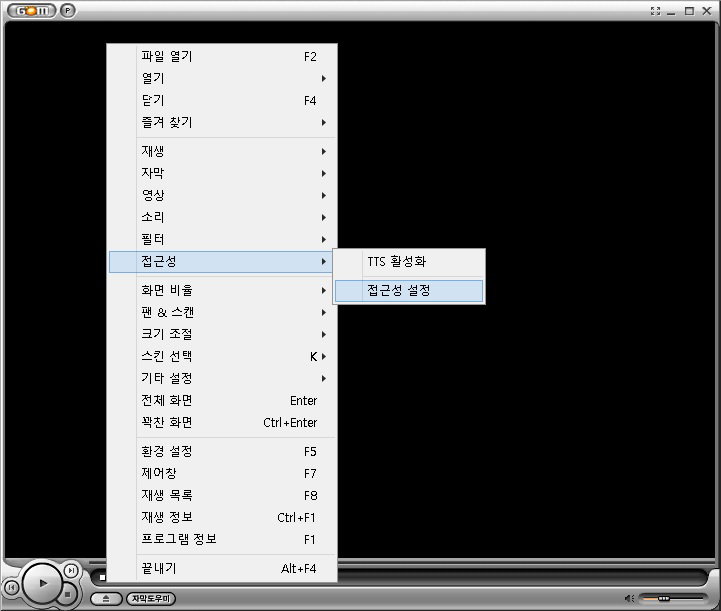 GOM P
파일 열기 F2
열기
닫기 F4
즐겨 찾기
재생
자막
영상
소리
필터
접근성
TTS 활성화
접근성 설정
화면 비율
팬 & 스캔
크기 조절
스킨 선택 K
기타 설정
전체 화면 Enter
꽉찬 화면 Ctrl+Enter
환경 설정 F5
제어창 F7
재생 목록 F8
재생 정보 Ctrl+F1
프로그램 정보 F1
끝내기 Alt+F4
자막도우미